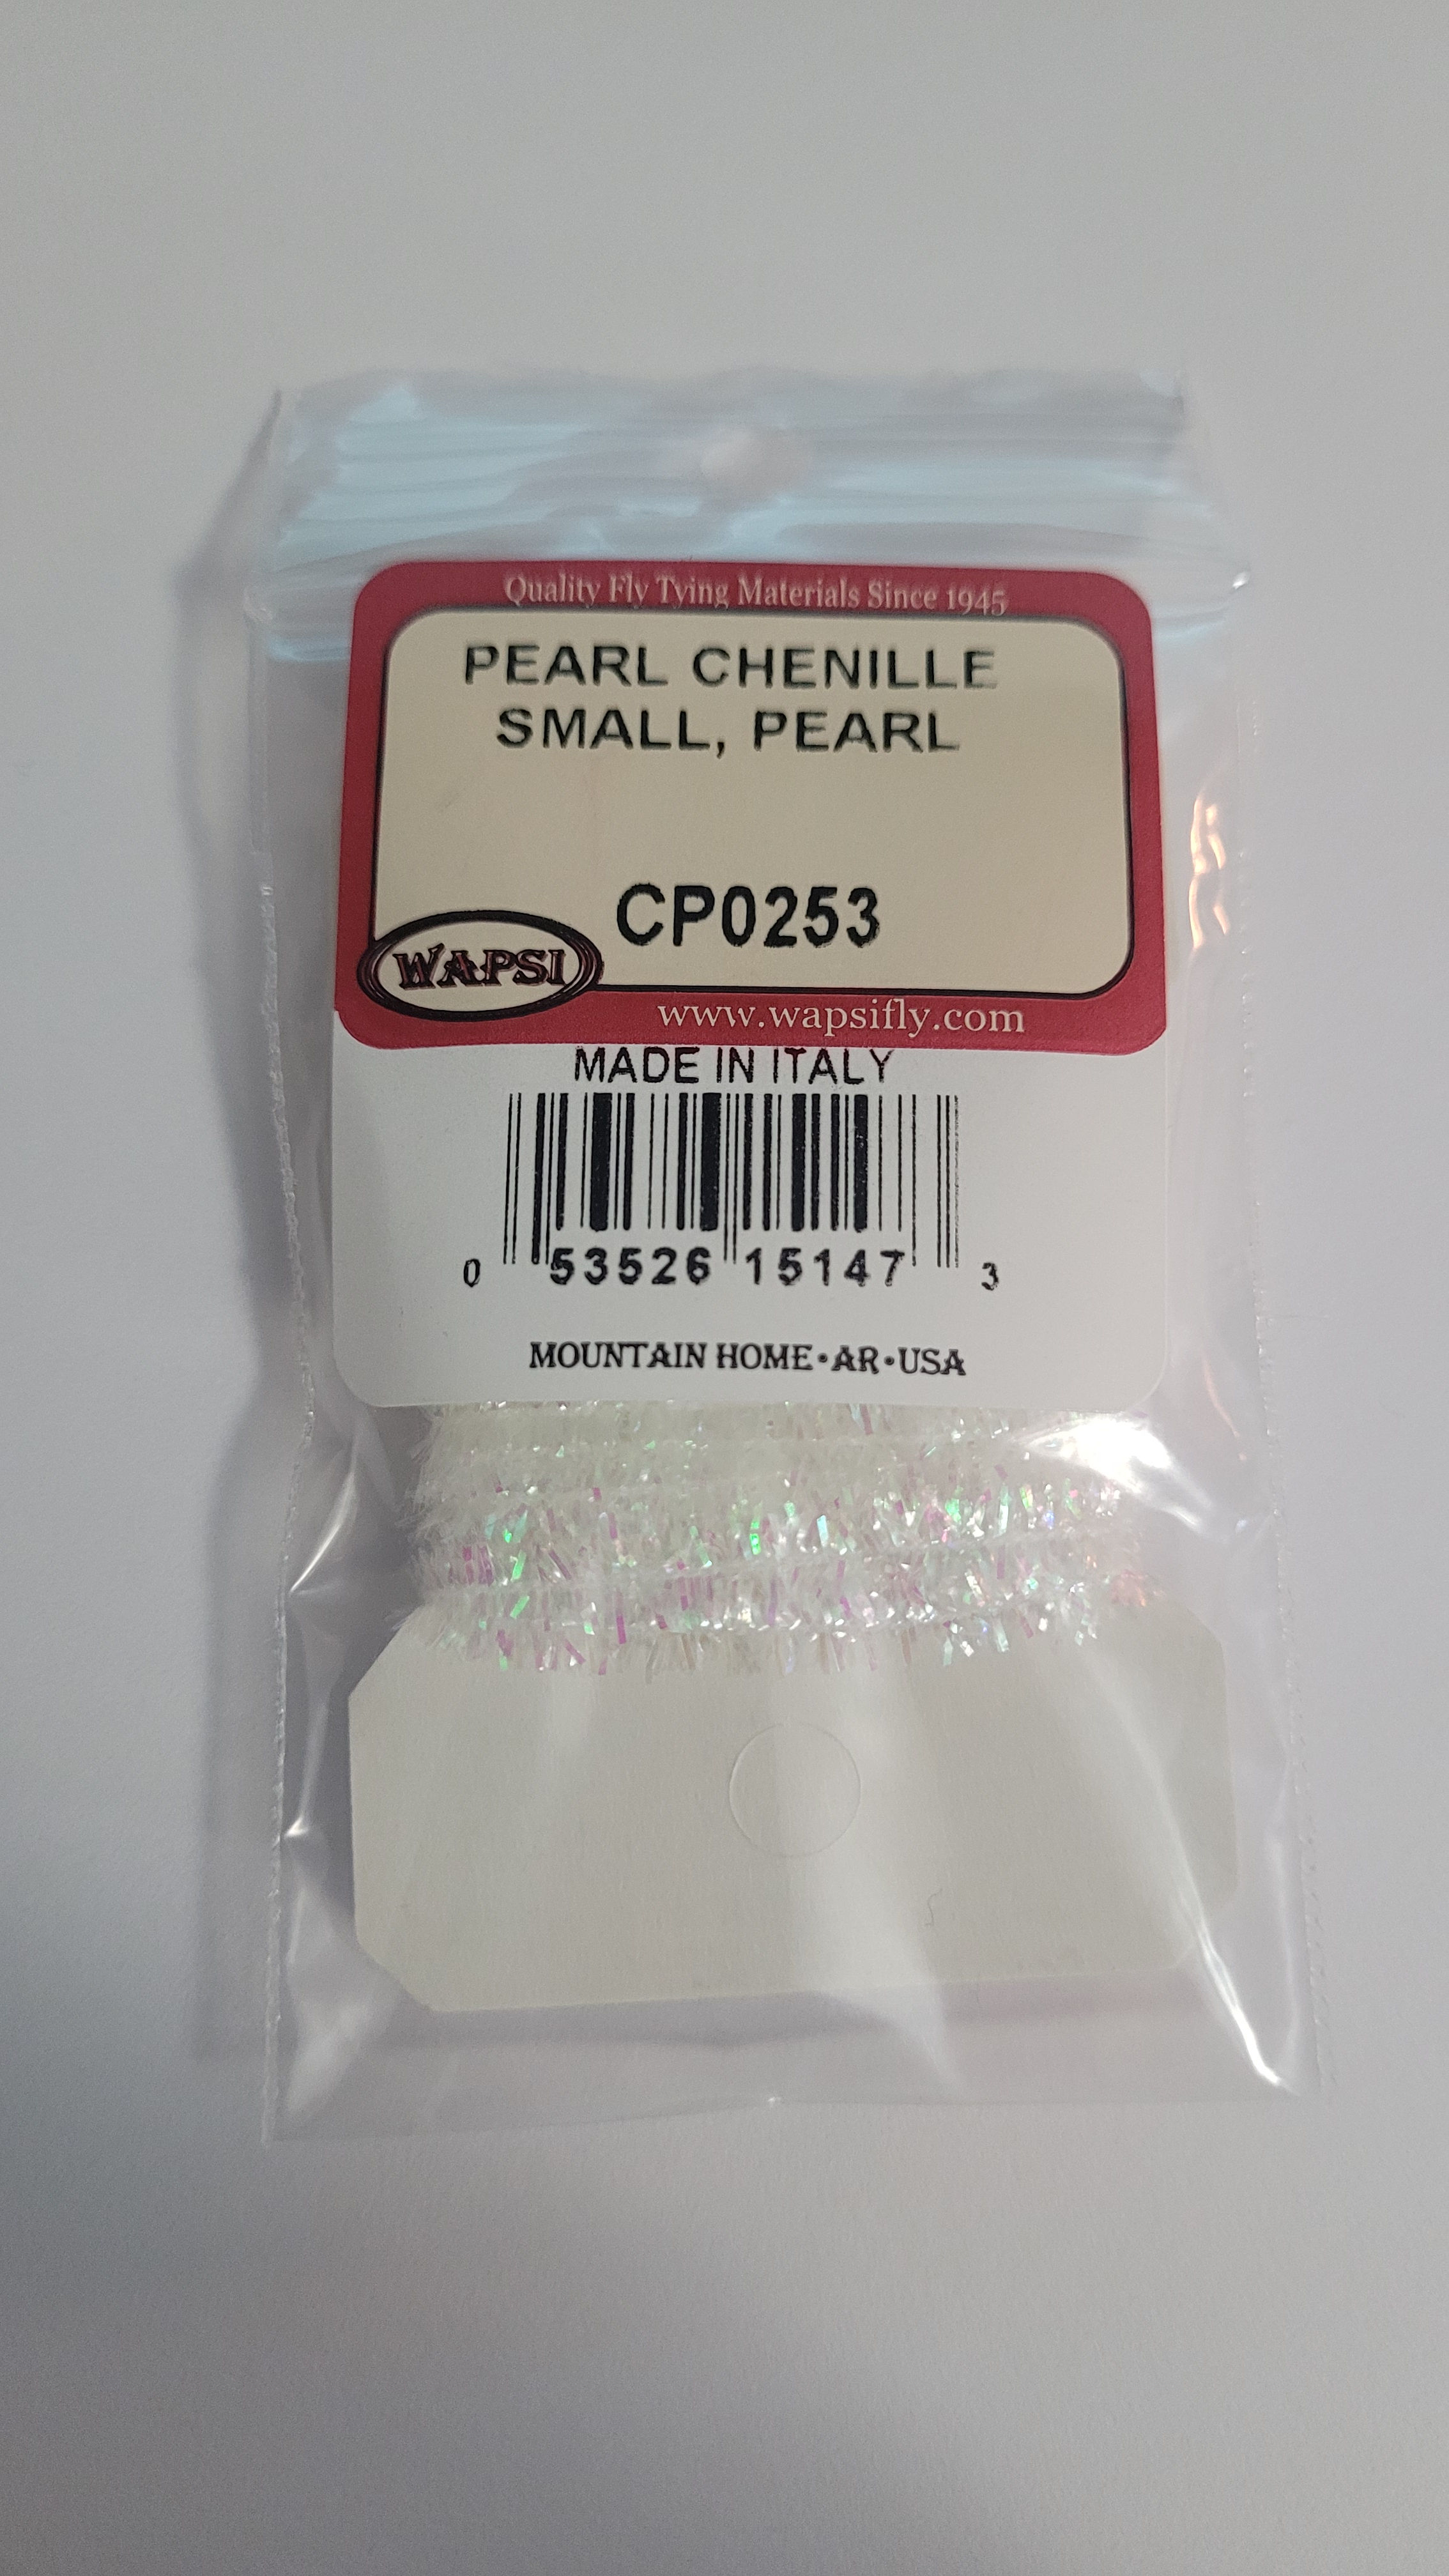 Quality Fly Tying Materials Since 1945
PEARL CHENILLE
SMALL, PEARL
CP0253
WAPSI
www.wapsifly.com
MADE IN ITALY
0 53526 15147 3
MOUNTAIN HOME•AR•USA